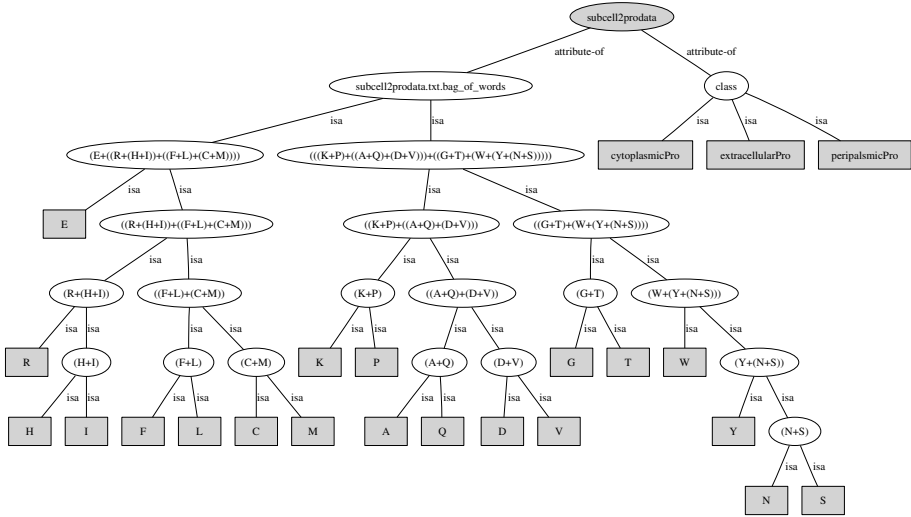 subcell2prodata
attribute-of
attribute-of
subcell2prodata.txt.bag_of_words
class
isa
isa
isa
isa
isa
(E+((R+(H+I))+((F+L)+(C+M))))
(((K+P)+((A+Q)+(D+V)))+((G+T)+(W+(Y+(N+S)))))
cytoplasmicPro
extracellularPro
peripalsmicPro
isa
isa
isa
isa
E
((R+(H+I))+((F+L)+(C+M)))
((K+P)+((A+Q)+(D+V)))
((G+T)+(W+(Y+(N+S))))
isa
isa
isa
isa
isa
isa
(R+(H+I))
((F+L)+(C+M))
(K+P)
((A+Q)+(D+V))
(G+T)
(W+(Y+(N+S)))
isa
isa
isa
isa
isa
isa
isa
isa
isa
isa
isa
isa
R
(H+I)
(F+L)
(C+M)
K
P
(A+Q)
(D+V)
G
T
W
(Y+(N+S))
isa
isa
isa
isa
isa
isa
isa
isa
isa
isa
isa
isa
H
I
F
L
C
M
A
Q
D
V
Y
(N+S)
isa
isa
N
S